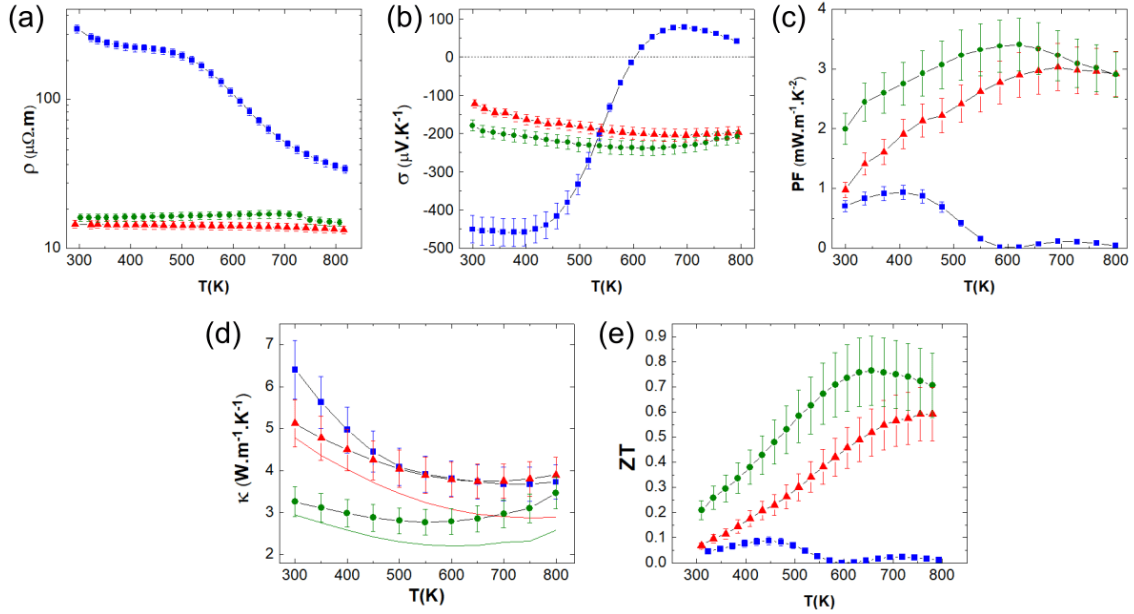 (a)
ρ (μΩ.m)
100
10
300 400 500 600 700 800
T(K)
(b)
σ (μV.K⁻¹)
100
0
-100
-200
-300
-400
-500
300 400 500 600 700 800
T(K)
(c)
PF (mW.m⁻¹.K⁻²)
4
3
2
1
0
300 400 500 600 700 800
T(K)
(d)
κ (W.m⁻¹.K⁻¹)
7
6
5
4
3
2
300 400 500 600 700 800
T(K)
(e)
ZT
0.9
0.8
0.7
0.6
0.5
0.4
0.3
0.2
0.1
0.0
300 400 500 600 700 800
T(K)